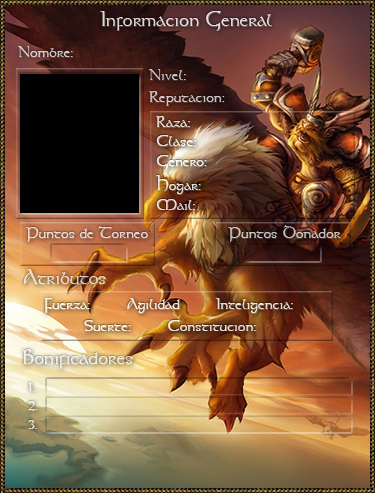 Informacion General
Nombre:
Nivel:
Reputacion:
Raza:
Clase:
Genero:
Hogar:
Mail:
Puntos de Torneo Puntos Donador
Atributos
Fuerza: Agilidad Inteligencia:
Suerte: Constitucion:
Bonificadores
1.
2.
3.